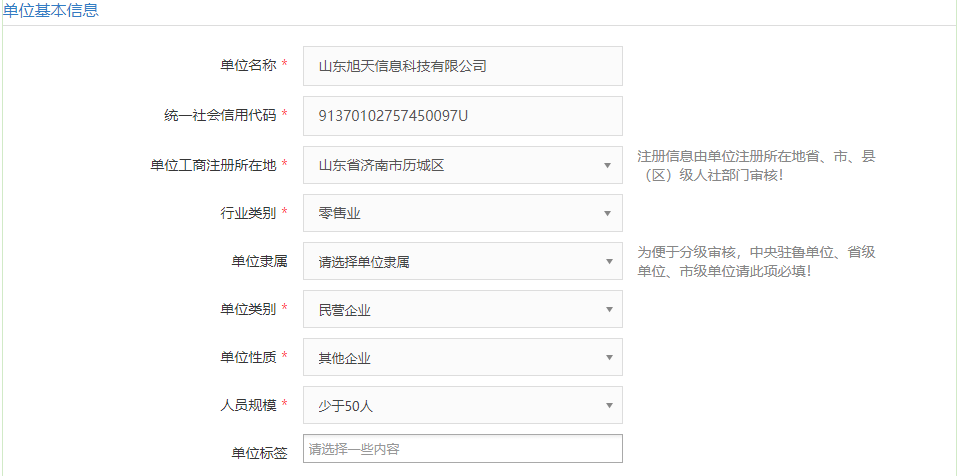 单位基本信息
单位名称 * 山东旭天信息科技有限公司
统一社会信用代码 * 91370102757450097U
单位工商注册所在地 * 山东省济南市历城区
注册信息由单位注册所在地省、市、县
（区）级人社部门审核！
行业类别 * 零售业
单位隶属 请选择单位隶属
为便于分级审核，中央驻鲁单位、省级
单位、市级单位请此项必填！
单位类别 * 民营企业
单位性质 * 其他企业
人员规模 * 少于50人
单位标签 请选择一些内容